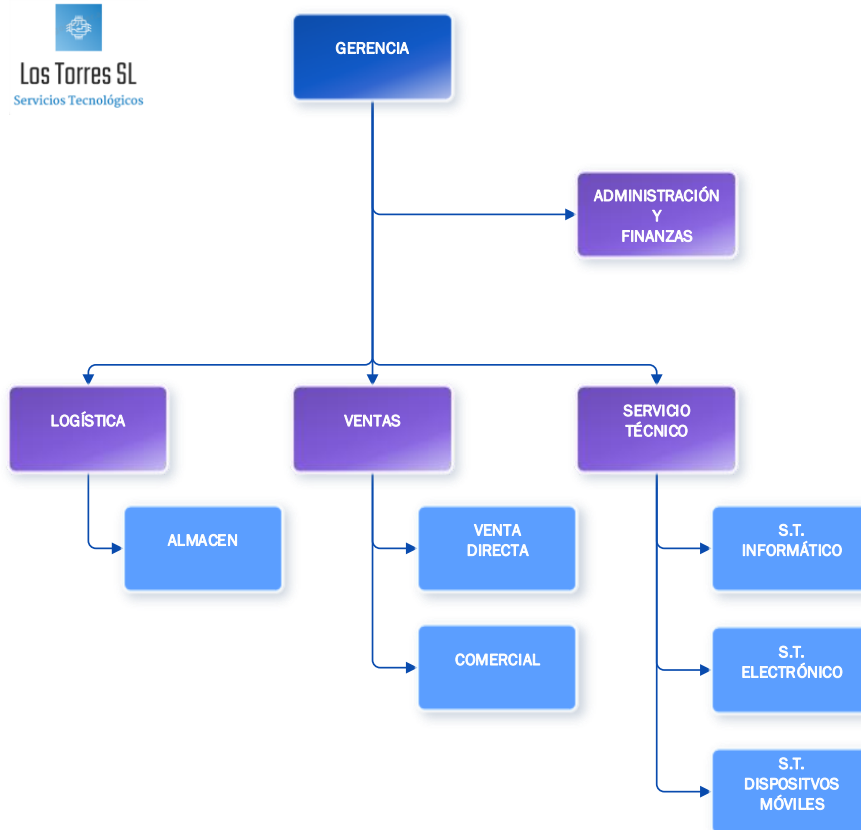 Los Torres SL
Servicios Tecnológicos
GERENCIA
ADMINISTRACIÓN
Y
FINANZAS
LOGÍSTICA
VENTAS
SERVICIO
TÉCNICO
ALMACEN
VENTA
DIRECTA
S.T.
INFORMÁTICO
COMERCIAL
S.T.
ELECTRÓNICO
S.T.
DISPOSITVOS
MÓVILES